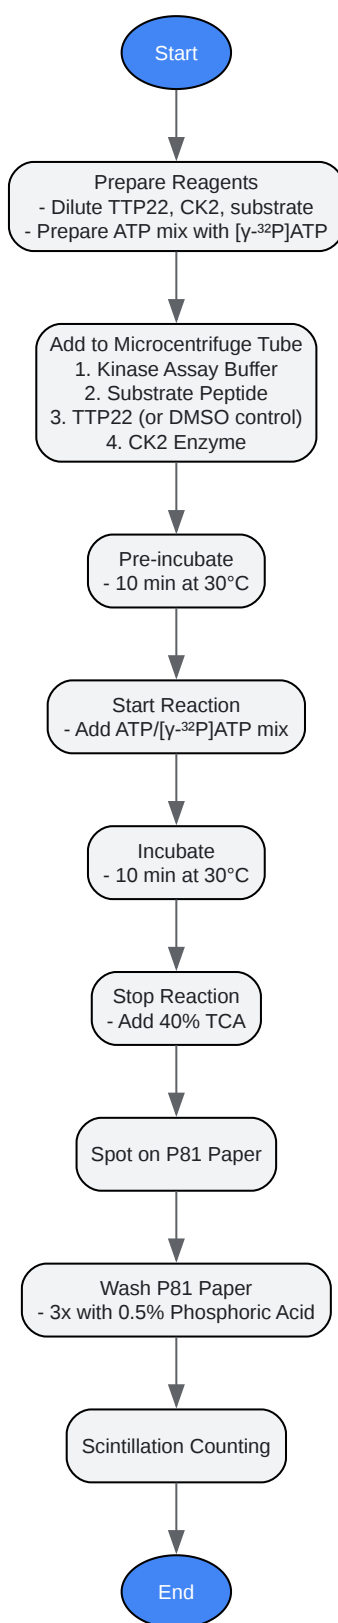 Start
Prepare Reagents
- Dilute TTP22, CK2, substrate
- Prepare ATP mix with [γ-³²P]ATP
Add to Microcentrifuge Tube
1. Kinase Assay Buffer
2. Substrate Peptide
3. TTP22 (or DMSO control)
4. CK2 Enzyme
Pre-incubate
- 10 min at 30°C
Start Reaction
- Add ATP/[γ-³²P]ATP mix
Incubate
- 10 min at 30°C
Stop Reaction
- Add 40% TCA
Spot on P81 Paper
Wash P81 Paper
- 3x with 0.5% Phosphoric Acid
Scintillation Counting
End